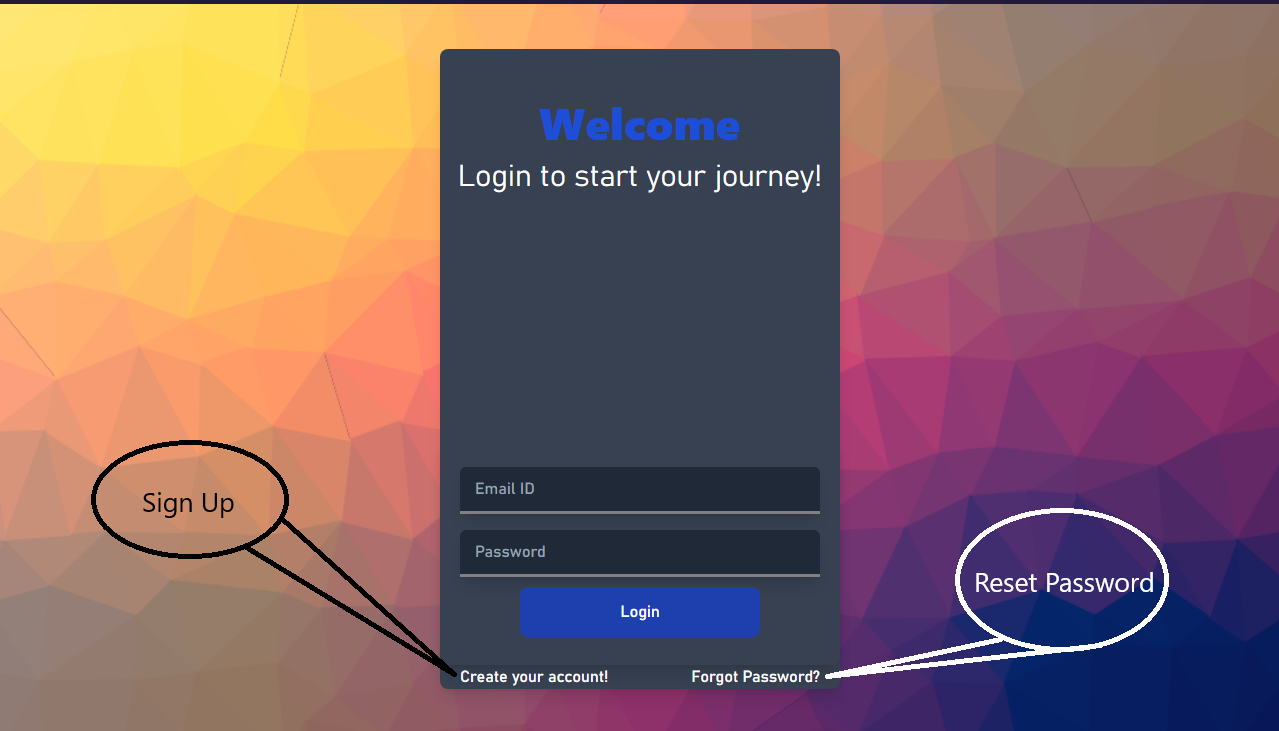 Welcome
Login to start your journey!
Email ID
Sign Up
Password
Reset Password
Login
Create your account!
Forgot Password?